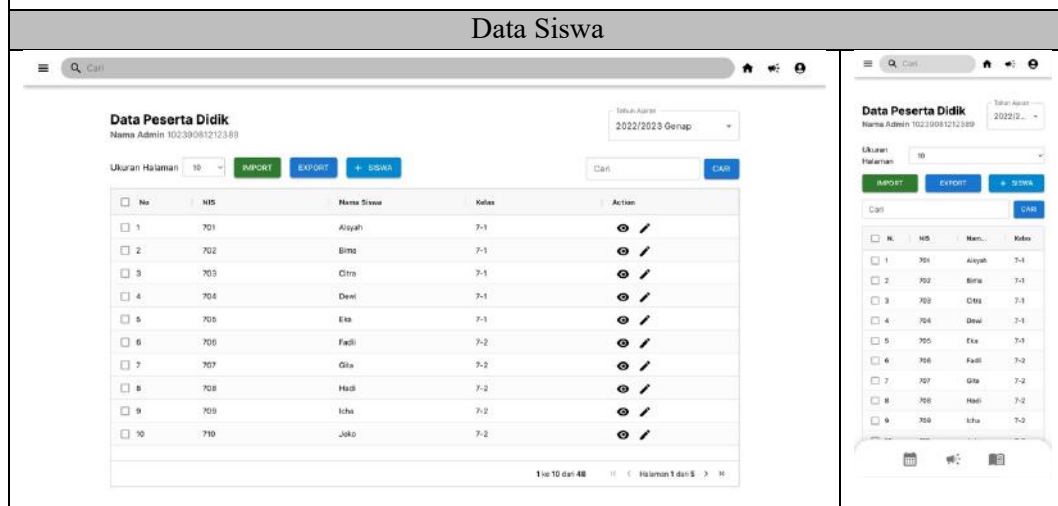 Data Siswa
Cari
Data Peserta Didik
Nama Admin 10239081212389
Tahun Ajaran
2022/2023 Genap
Ukuran Halaman 10 IMPORT EXPORT + SISWA Cari CARI
No NIS Nama Siswa Kelas Action
1 701 Aisyah 7-1
2 702 Bima 7-1
3 703 Citra 7-1
4 704 Dewi 7-1
5 705 Eka 7-1
6 706 Fadli 7-2
7 707 Gita 7-2
8 708 Hadi 7-2
9 709 Icha 7-2
10 710 Joko 7-2
1 ke 10 dari 48 Halaman 1 dari 5
Cari
Data Peserta Didik
Nama Admin 10239081212389
Tahun Ajaran
2022/2...
Ukuran
Halaman
10
IMPORT EXPORT + SISWA
Cari CARI
N. NIS Nam... Kelas
1 701 Aisyah 7-1
2 702 Bima 7-1
3 703 Citra 7-1
4 704 Dewi 7-1
5 705 Eka 7-1
6 706 Fadli 7-2
7 707 Gita 7-2
8 708 Hadi 7-2
9 709 Icha 7-2